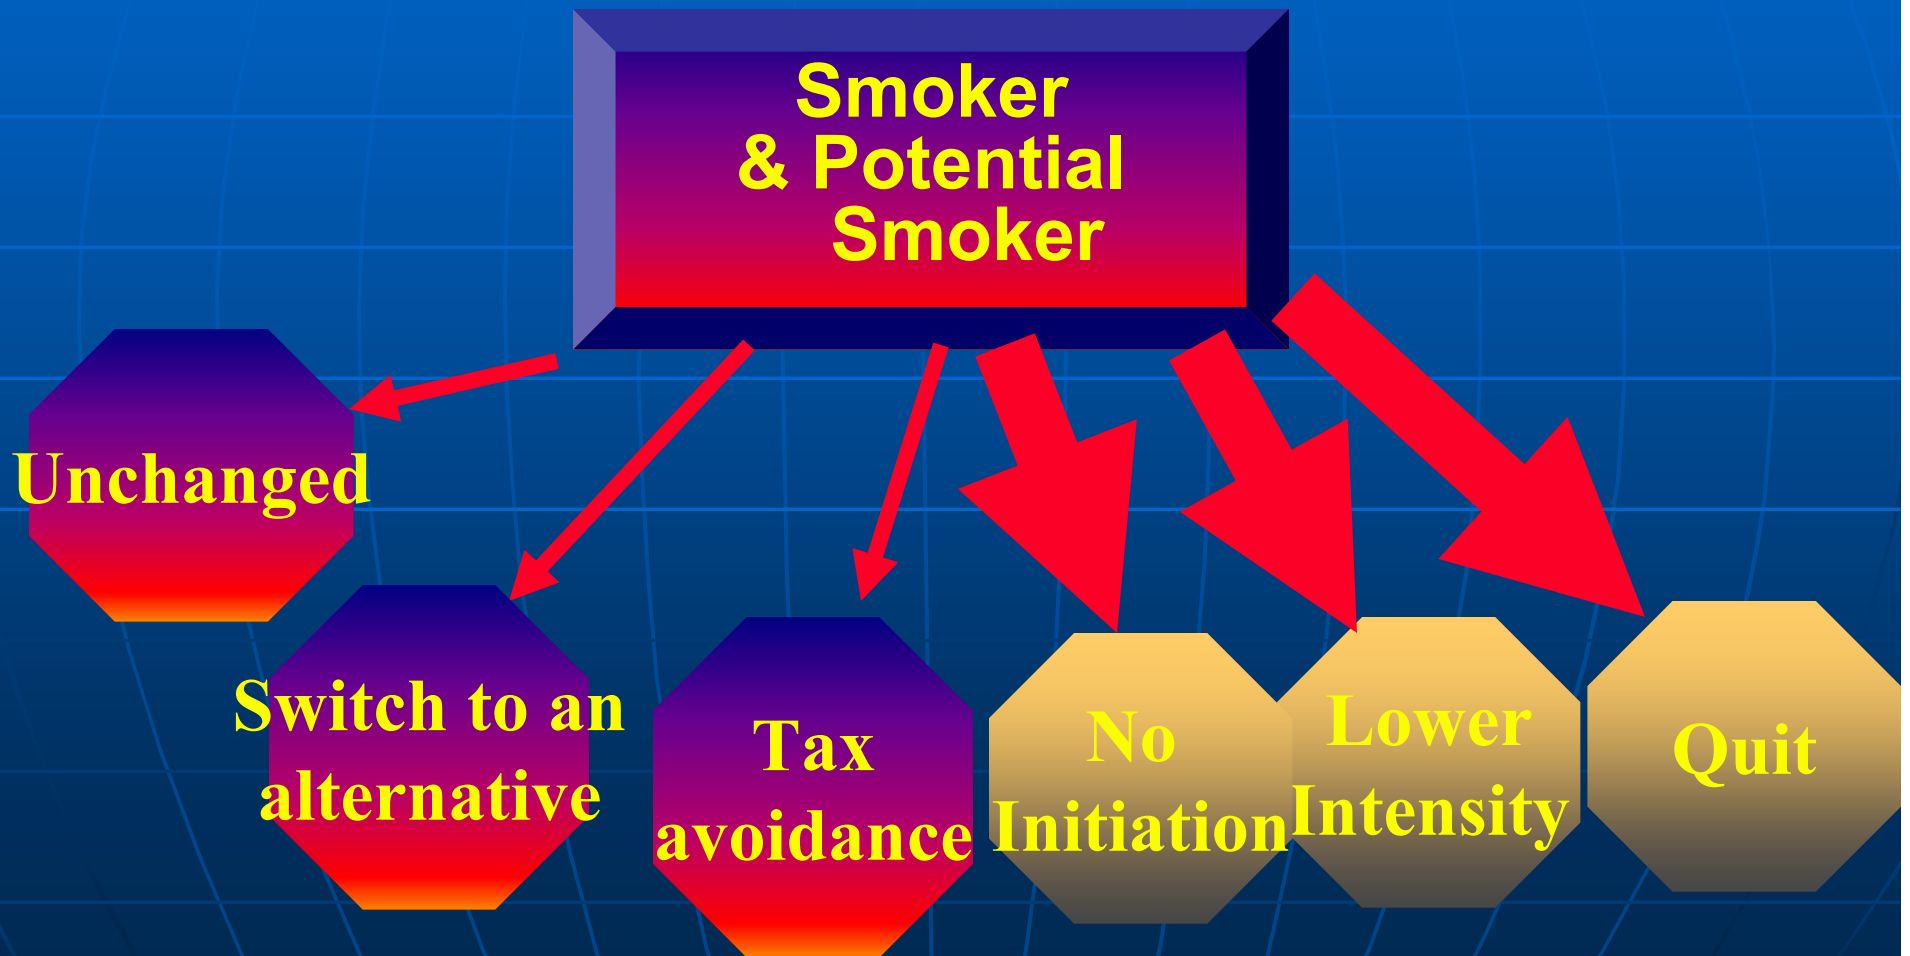 Smoker
& Potential
Smoker
Unchanged
Switch to an
alternative
Tax
avoidance
No
Initiation
Lower
Intensity
Quit